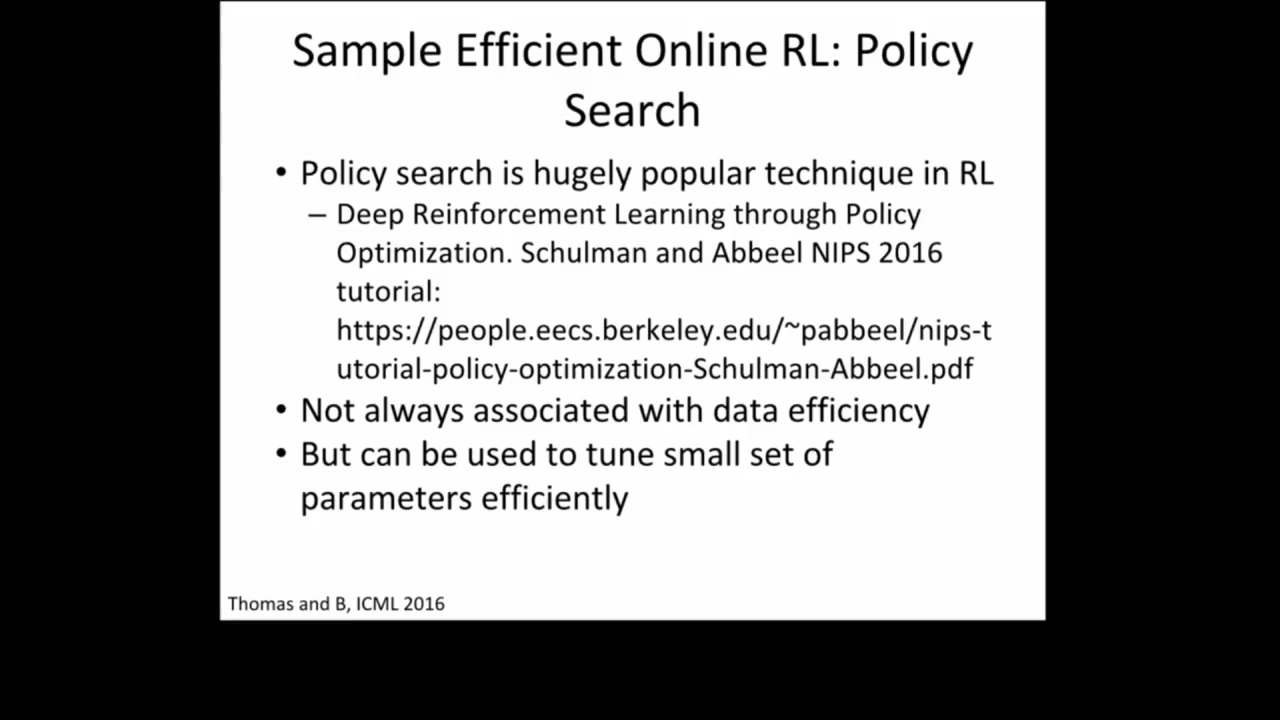 Sample Efficient Online RL: Policy
Search
• Policy search is hugely popular technique in RL
– Deep Reinforcement Learning through Policy
Optimization. Schulman and Abbeel NIPS 2016
tutorial:
https://people.eecs.berkeley.edu/~pabbeel/nips-t
utorial-policy-optimization-Schulman-Abbeel.pdf
• Not always associated with data efficiency
• But can be used to tune small set of
parameters efficiently
Thomas and B, ICML 2016